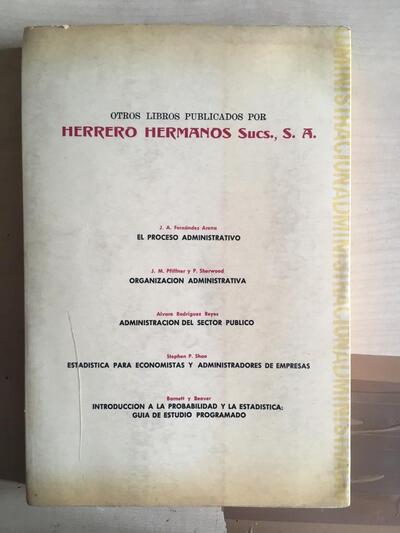 OTROS LIBROS PUBLICADOS POR
HERRERO HERMANOS Sucs., S. A.
J. A. Fernández Arena
EL PROCESO ADMINISTRATIVO
J. M. Pfiffner y F. Sherwood
ORGANIZACION ADMINISTRATIVA
Alvaro Rodríguez Reyes
ADMINISTRACION DEL SECTOR PUBLICO
Stephen P. Shao
ESTADISTICA PARA ECONOMISTAS Y ADMINISTRADORES DE EMPRESAS
Barnett y Beaver
INTRODUCCION A LA PROBABILIDAD Y LA ESTADISTICA:
GUIA DE ESTUDIO PROGRAMADO